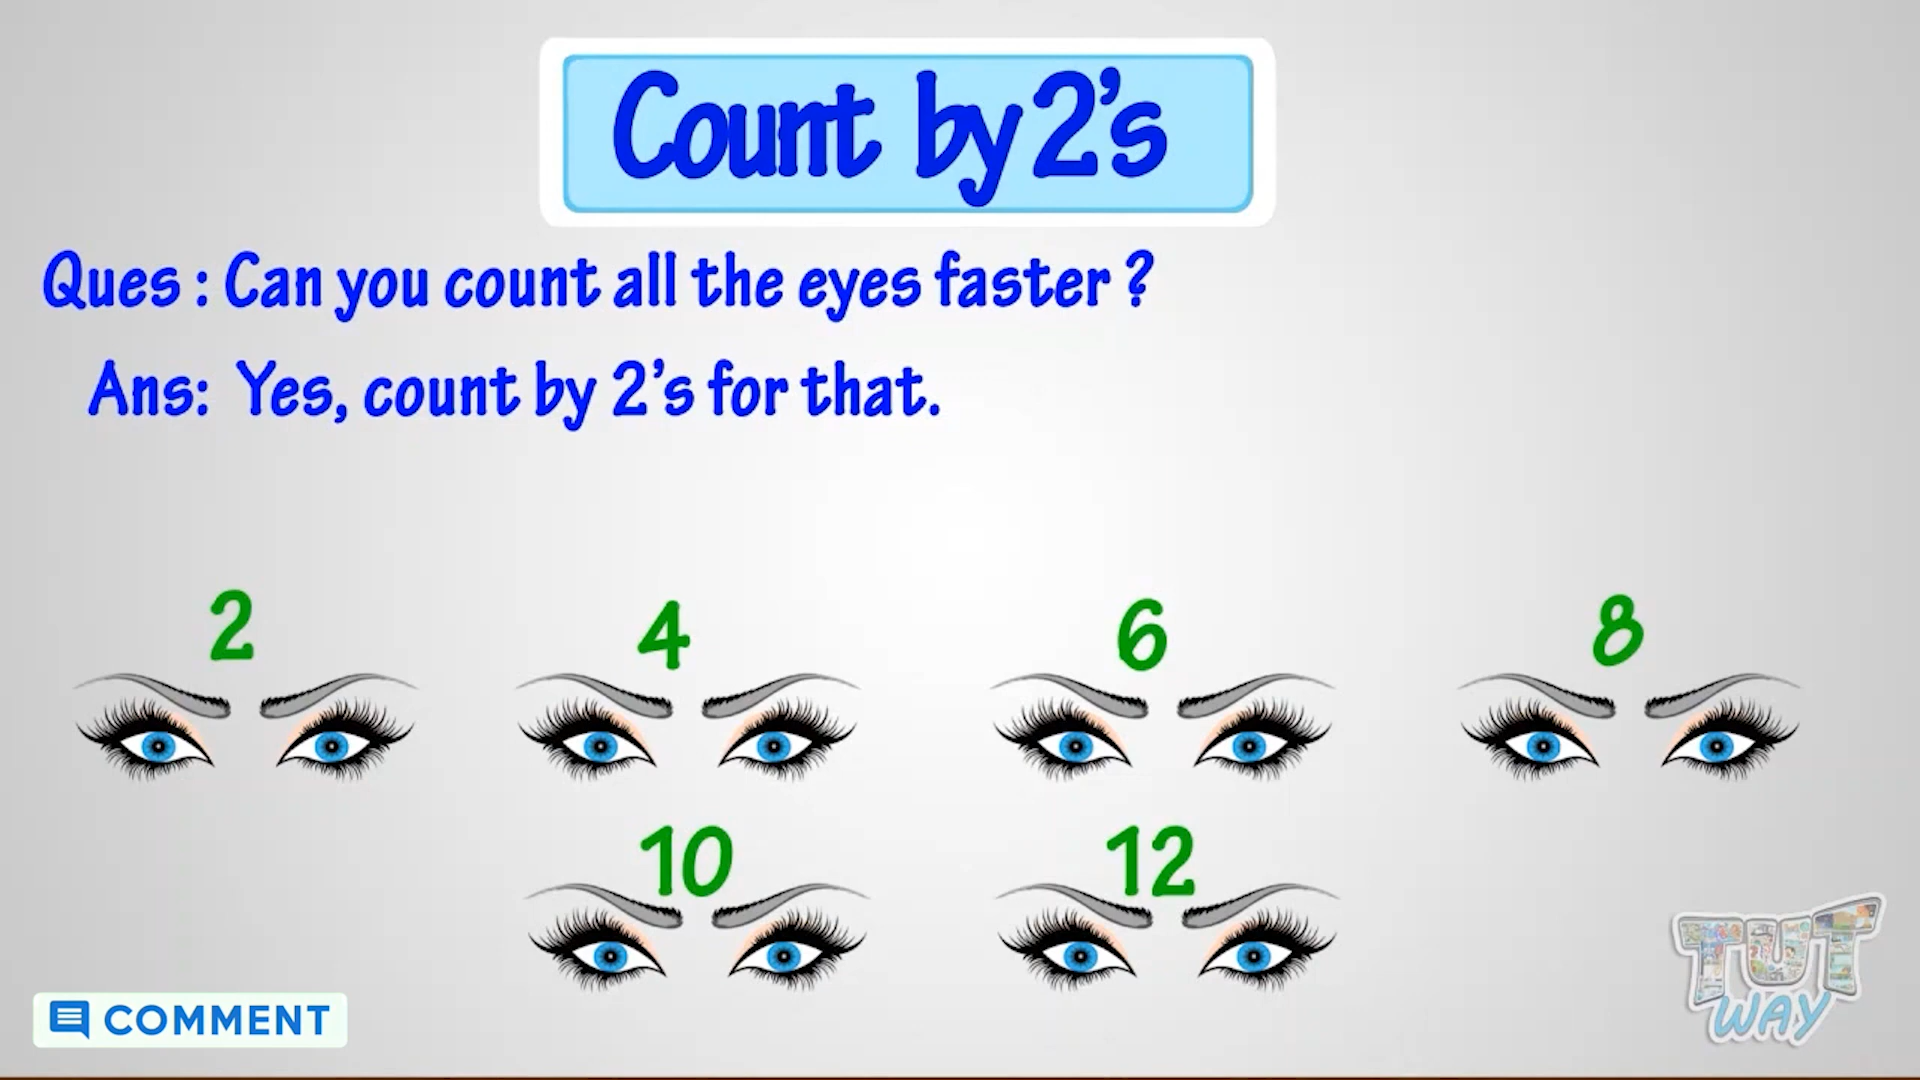 Count by 2's
Ques : Can you count all the eyes faster ?
Ans: Yes, count by 2's for that.
2 4 6 8
10 12
COMMENT
TUT
WAY